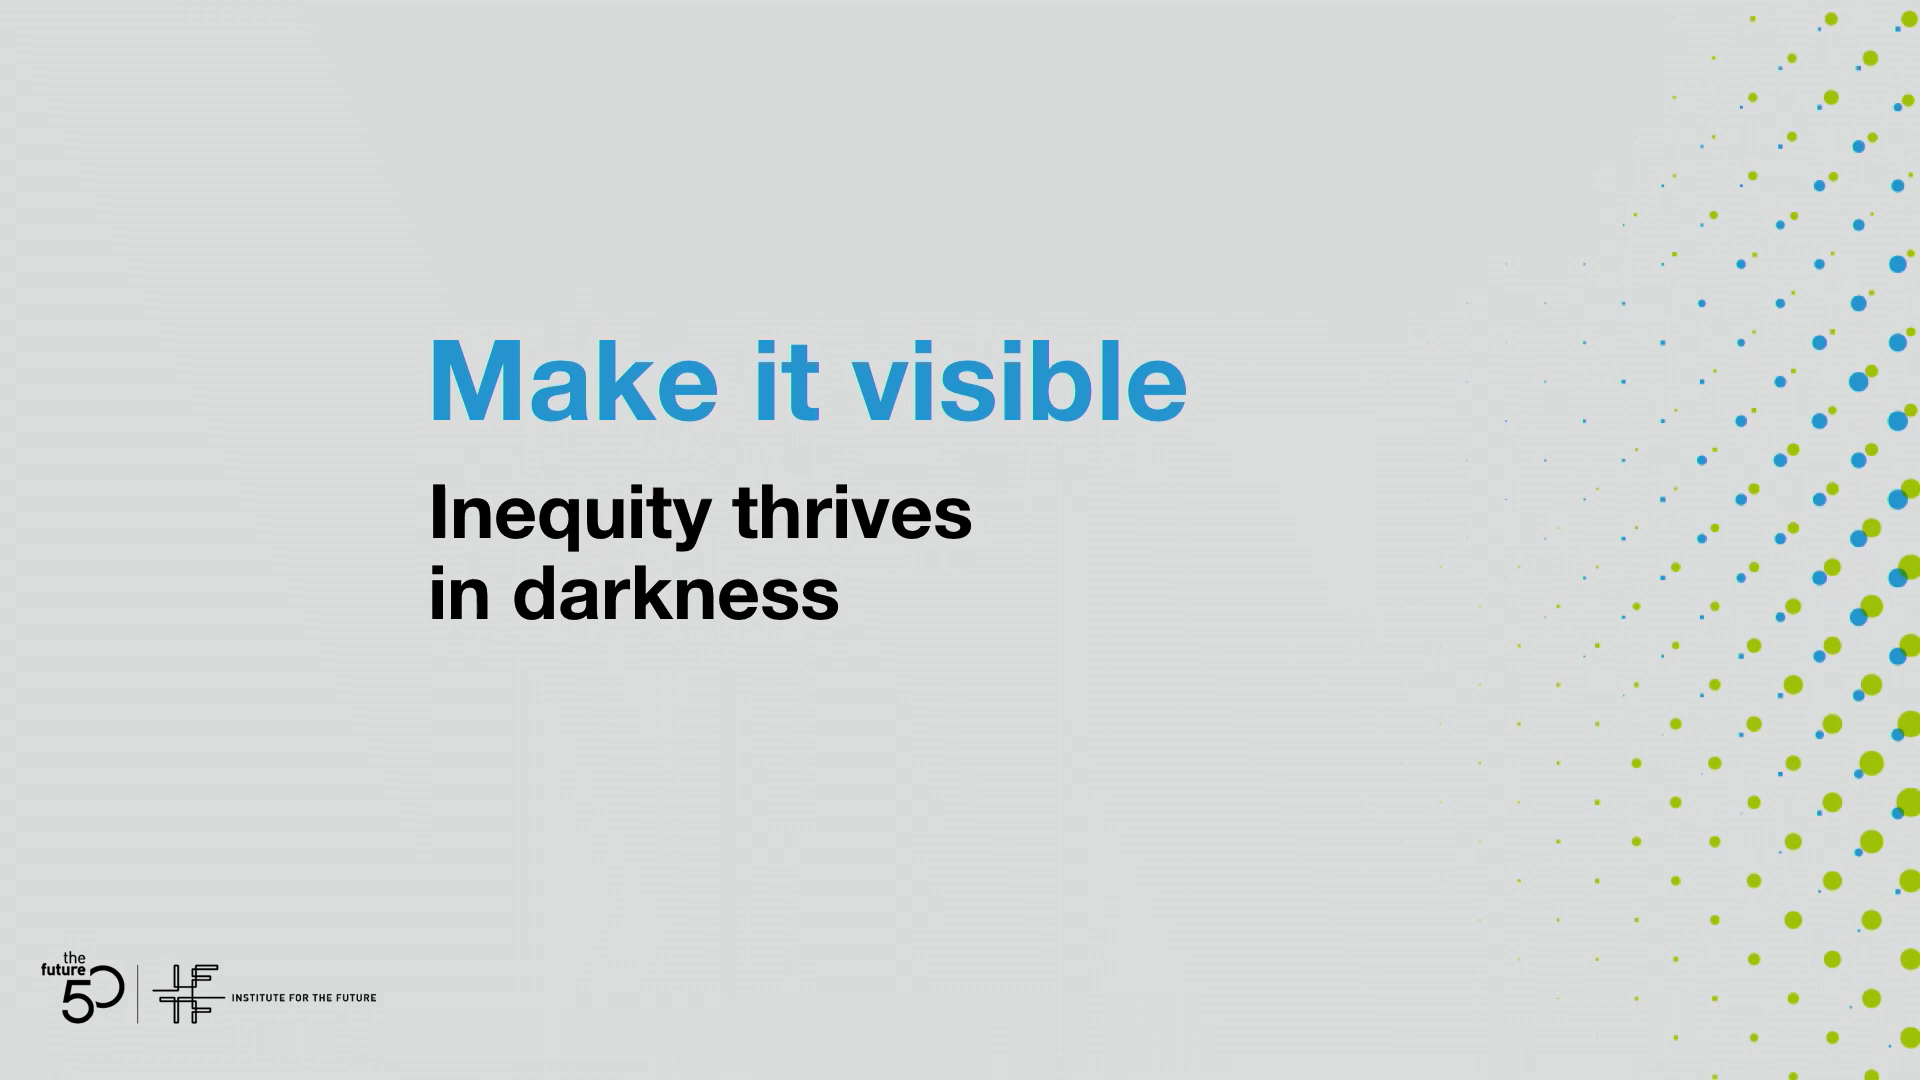 Make it visible
Inequity thrives
in darkness
the
future
50
INSTITUTE FOR THE FUTURE